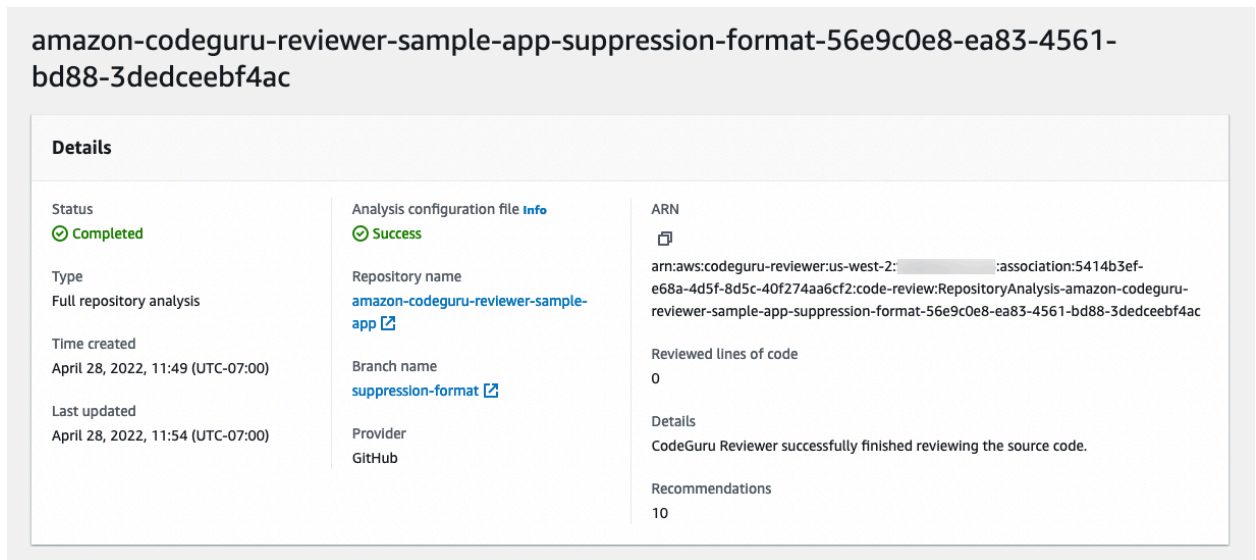 amazon-codeguru-reviewer-sample-app-suppression-format-56e9c0e8-ea83-4561-
bd88-3dedceebf4ac
Details
Status
Completed
Type
Full repository analysis
Time created
April 28, 2022, 11:49 (UTC-07:00)
Last updated
April 28, 2022, 11:54 (UTC-07:00)
Analysis configuration file Info
Success
Repository name
amazon-codeguru-reviewer-sample-
app
Branch name
suppression-format
Provider
GitHub
ARN
arn:aws:codeguru-reviewer:us-west-2: :association:5414b3ef-
e68a-4d5f-8d5c-40f274aa6cf2:code-review:RepositoryAnalysis-amazon-codeguru-
reviewer-sample-app-suppression-format-56e9c0e8-ea83-4561-bd88-3dedceebf4ac
Reviewed lines of code
0
Details
CodeGuru Reviewer successfully finished reviewing the source code.
Recommendations
10